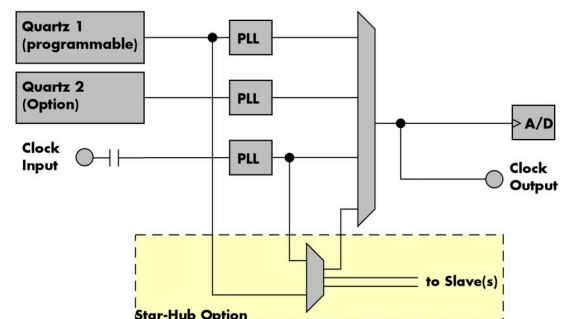 Quartz 1
(programmable)
PLL
Quartz 2
(Option)
PLL
Clock
Input
PLL
A/D
Clock
Output
to Slave(s)
Star-Hub Option